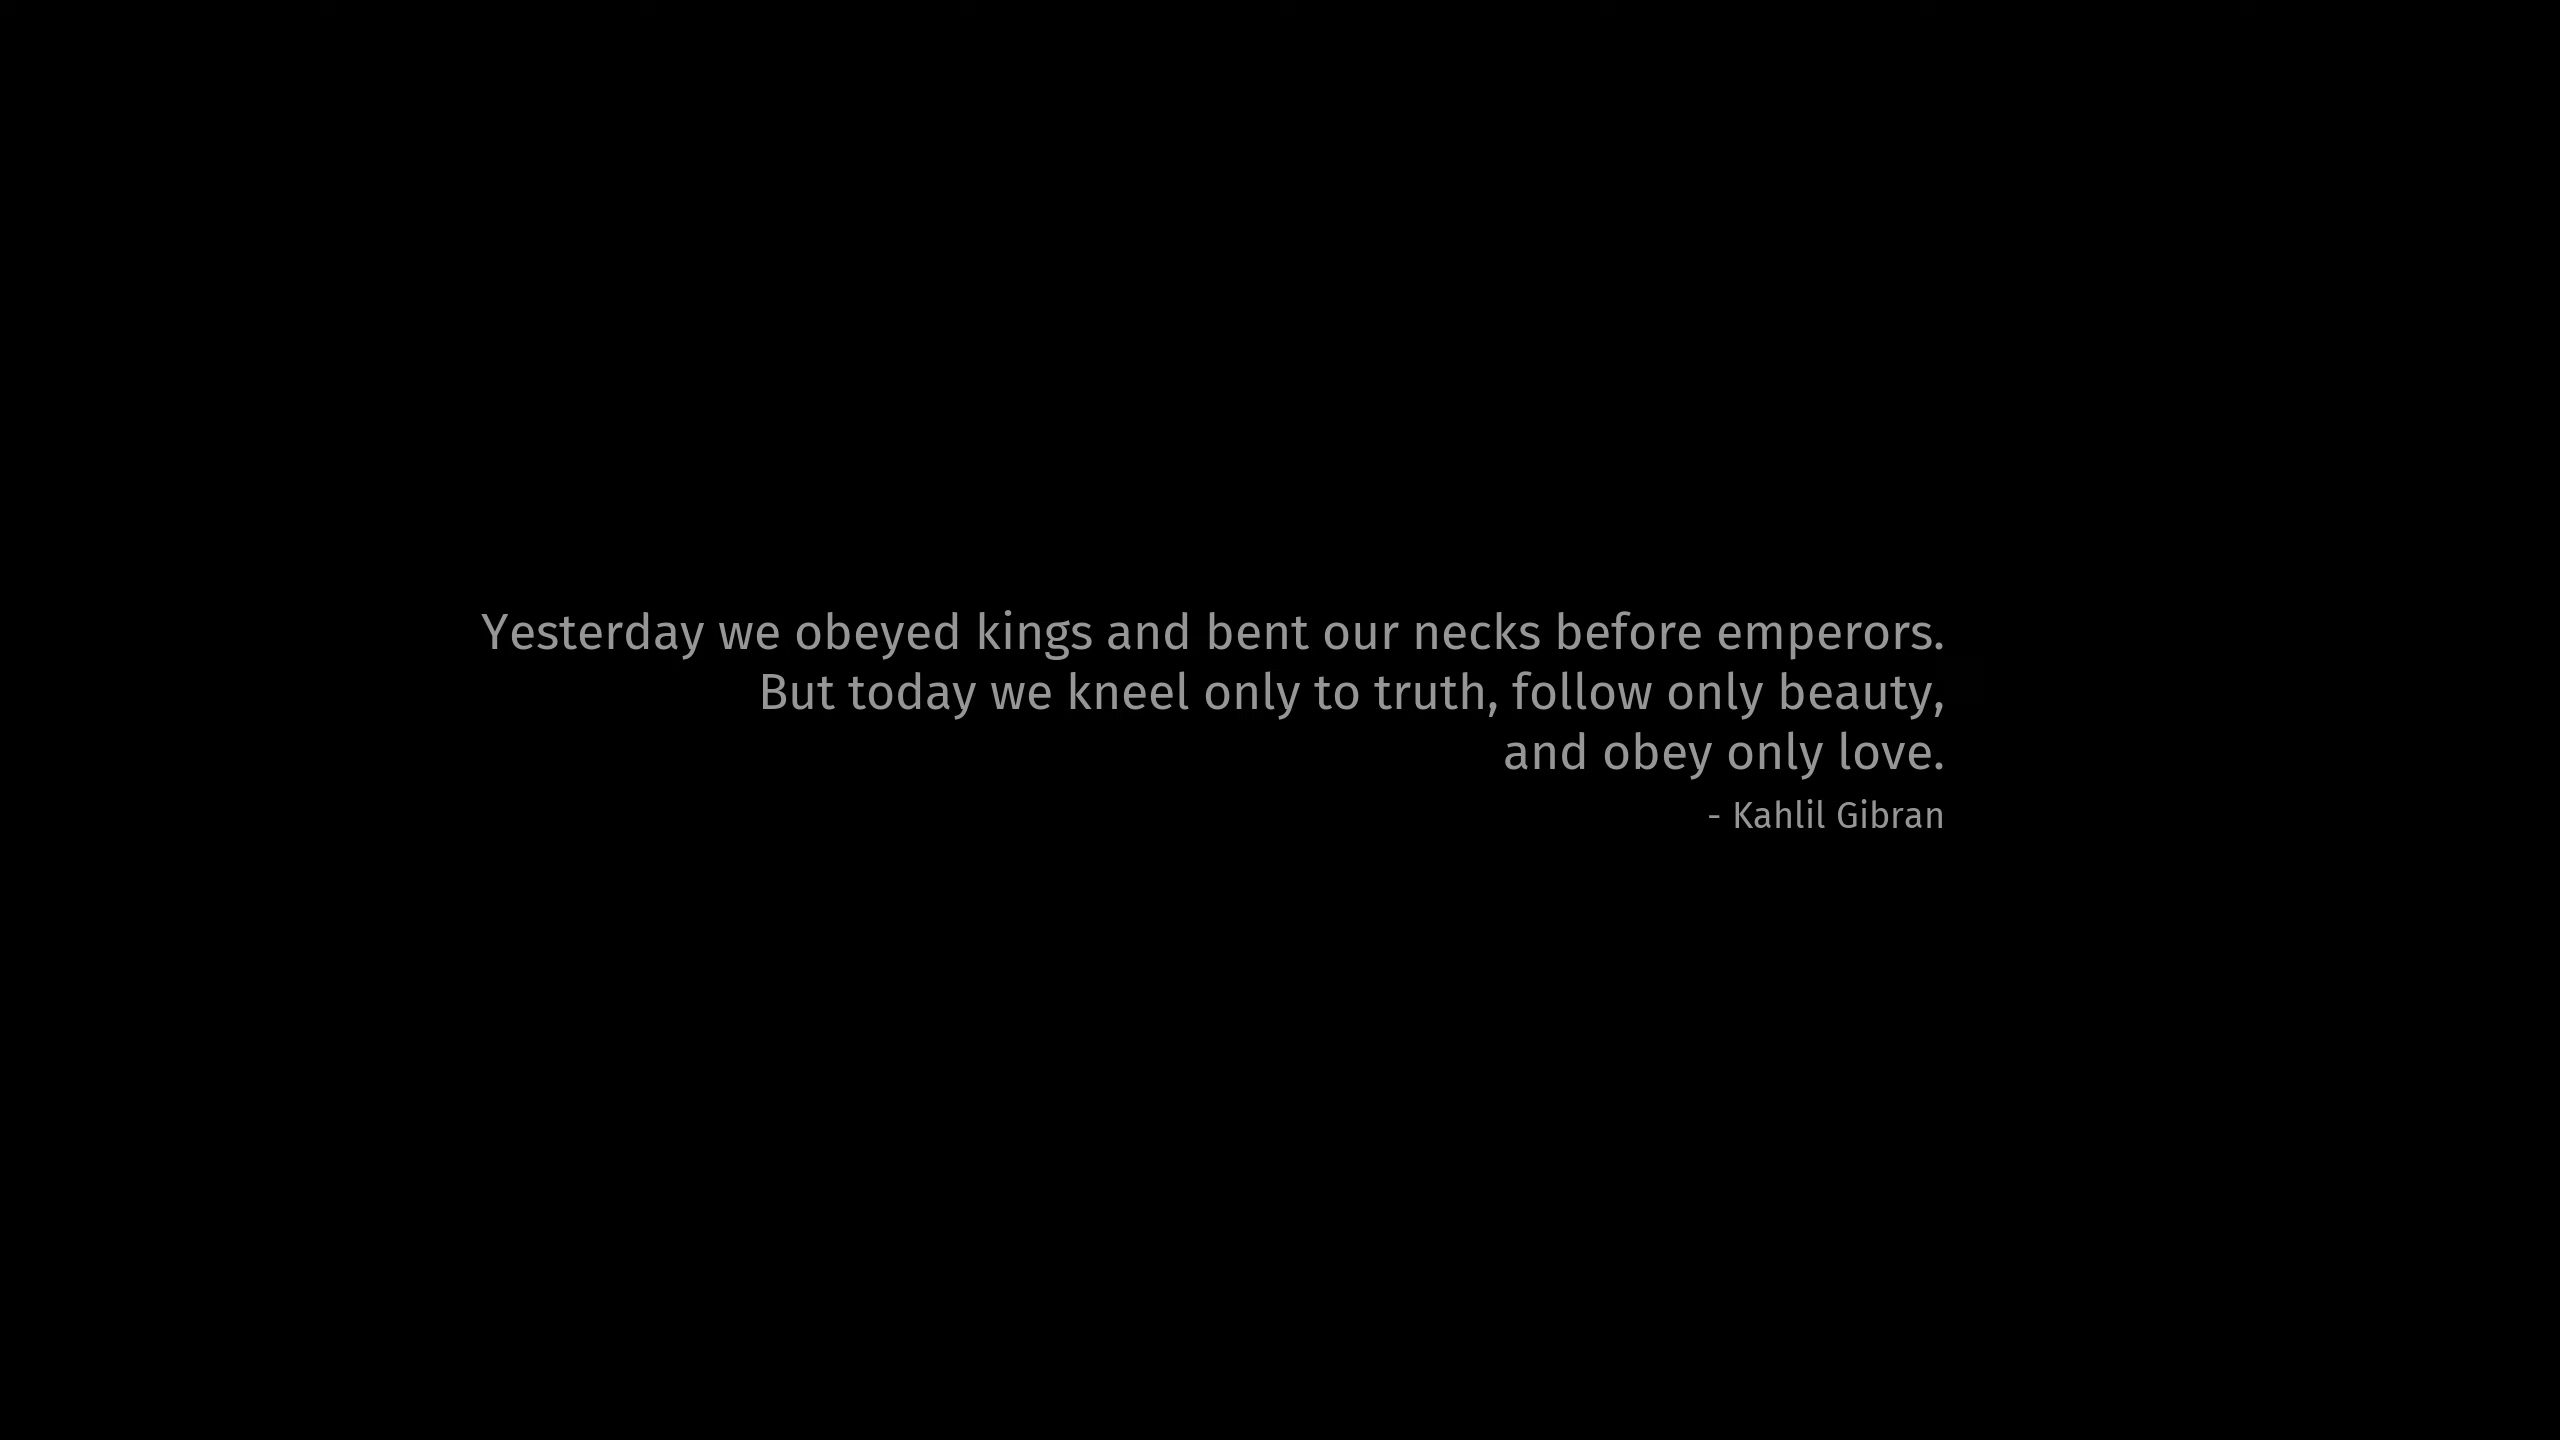 Yesterday we obeyed kings and bent our necks before emperors.
But today we kneel only to truth, follow only beauty,
and obey only love.
- Kahlil Gibran